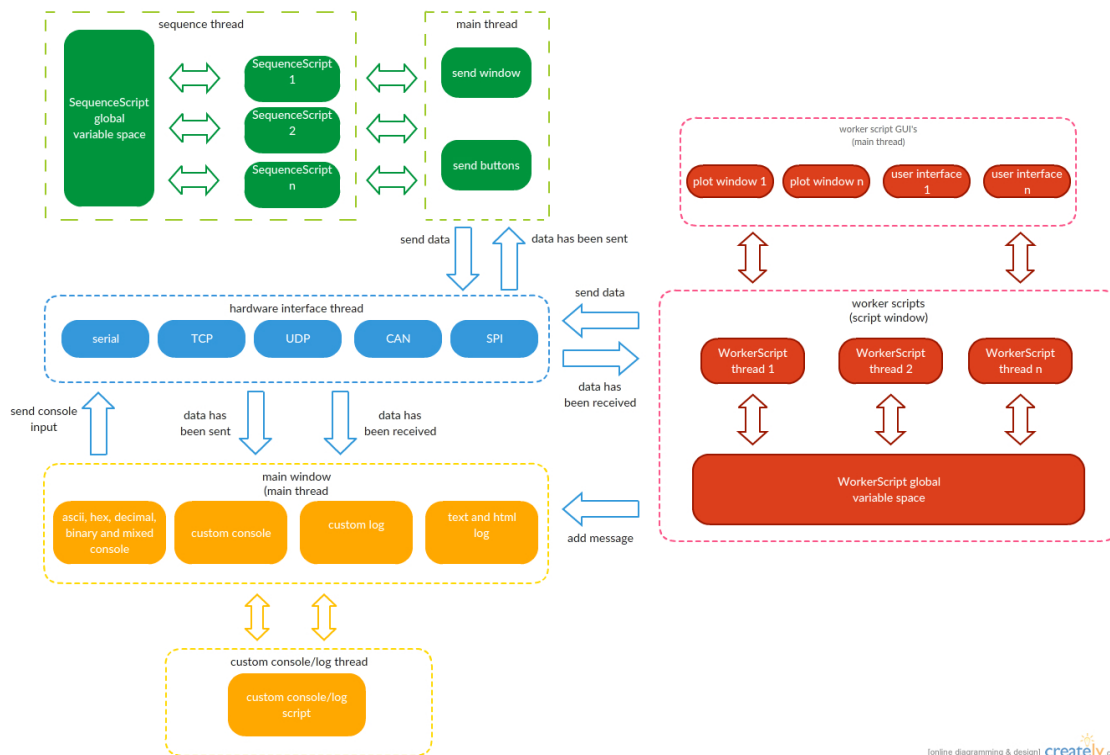 sequence thread
main thread
SequenceScript
global
variable space
SequenceScript
1
SequenceScript
2
SequenceScript
n
send window
send buttons
worker script GUI's
(main thread)
plot window 1
plot window n
user interface
1
user interface
n
send data
data has been sent
hardware interface thread
serial
TCP
UDP
CAN
SPI
send data
data has
been received
worker scripts
(script window)
WorkerScript
thread 1
WorkerScript
thread 2
WorkerScript
thread n
WorkerScript global
variable space
send console
input
data has
been sent
data has
been received
main window
(main thread
ascii, hex, decimal,
binary and mixed
console
custom console
custom log
text and html
log
add message
custom console/log thread
custom console/log
script
[online diagramming & design]
creately